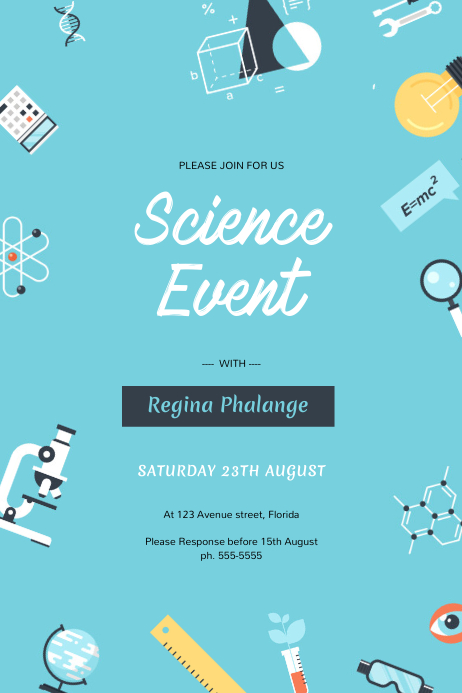 %
+
b
c
a
=
E=mc²
PLEASE JOIN FOR US
Science
Event
---- WITH ----
Regina Phalange
SATURDAY 23TH AUGUST
At 123 Avenue street, Florida
Please Response before 15th August
ph. 555-5555